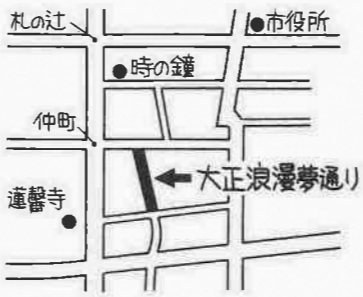 札の辻
●市役所
●時の鐘
仲町
大正浪漫夢通り
蓮馨寺